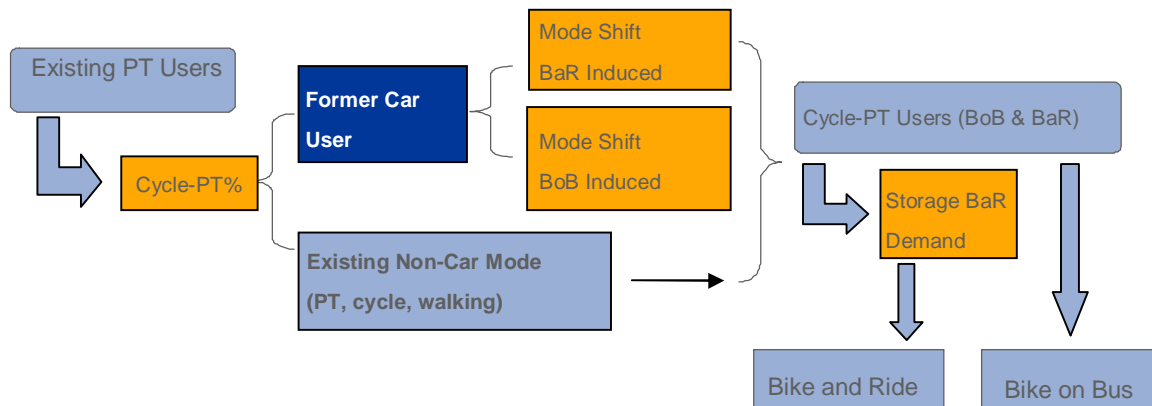 Existing PT Users
Cycle-PT%
Former Car
User
Existing Non-Car Mode
(PT, cycle, walking)
Mode Shift
BaR Induced
Mode Shift
BoB Induced
Cycle-PT Users (BoB & BaR)
Storage BaR
Demand
Bike and Ride
Bike on Bus